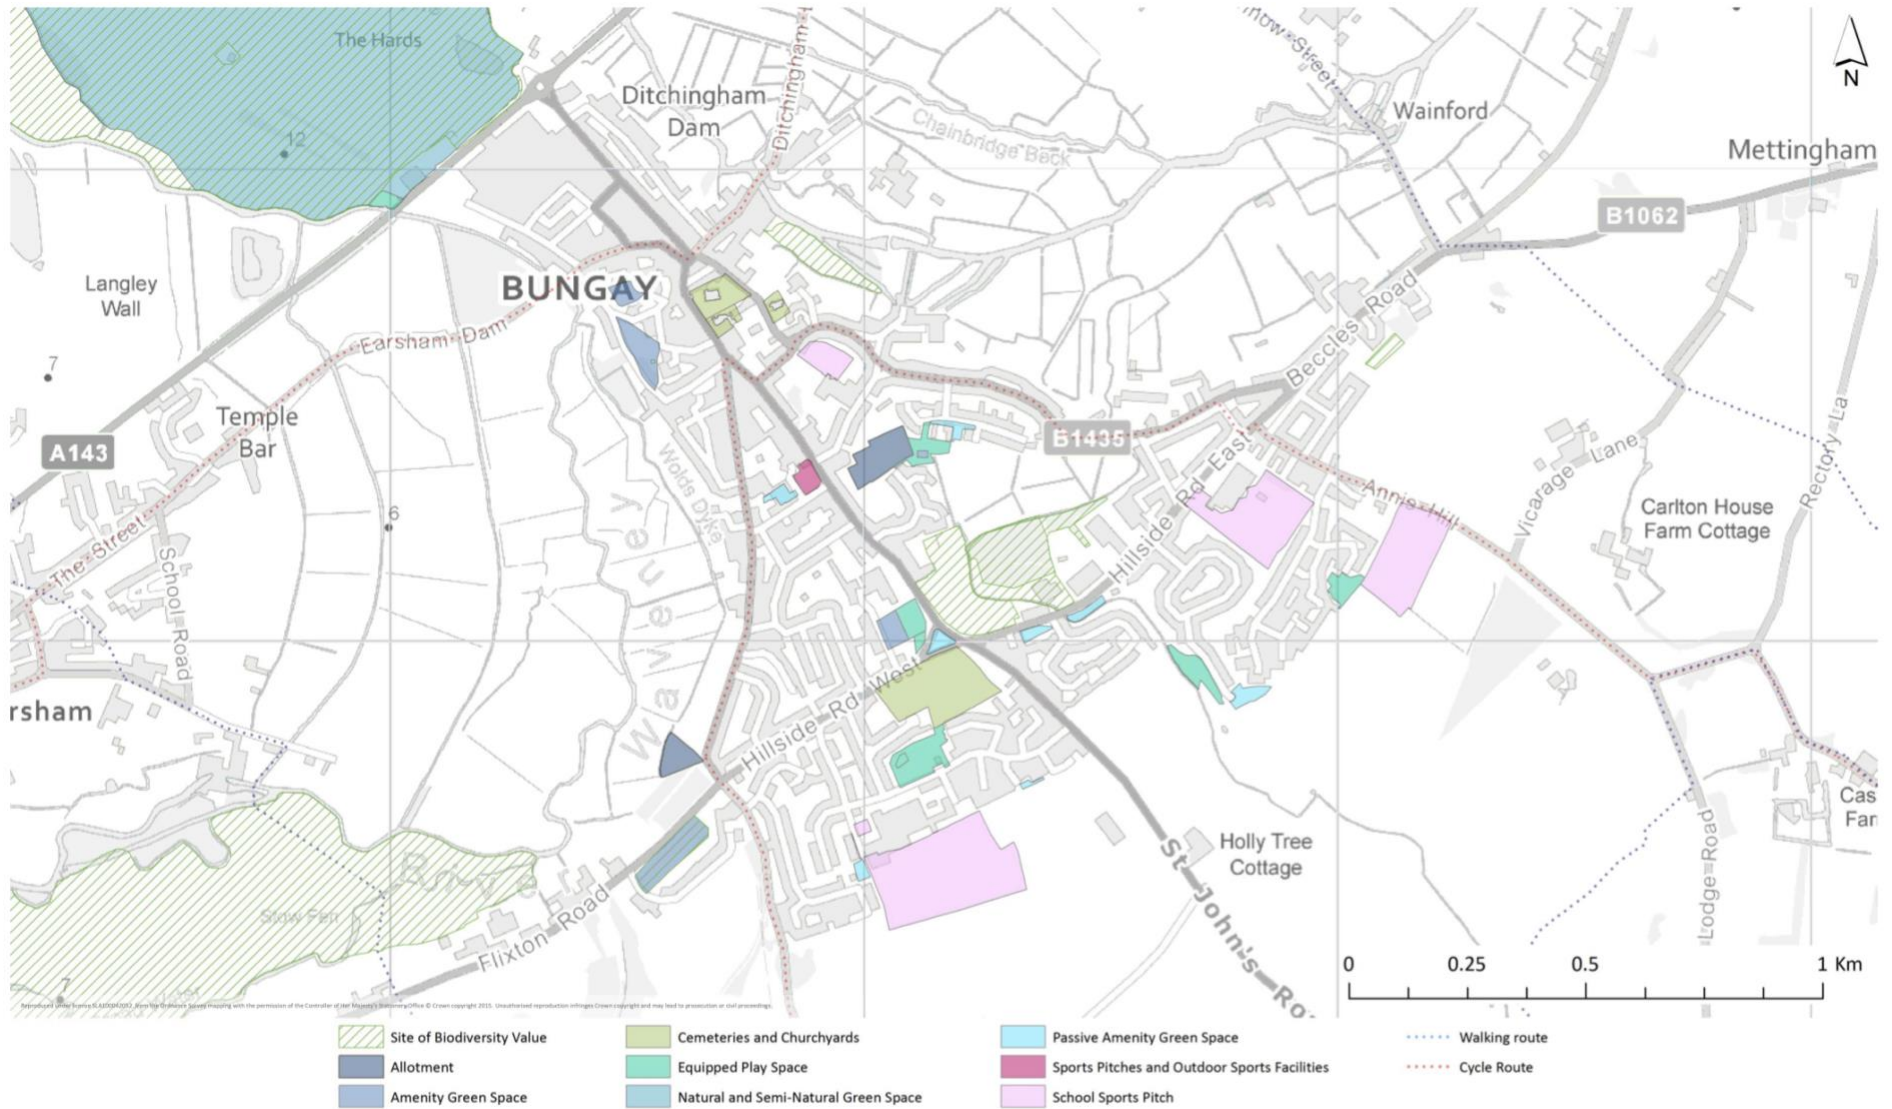 The Hards
Ditchingham
Dam
Ditchingham
Chainbridge Beck
Wainford
Mettingham
N
12
B1062
Langley
Wall
BUNGAY
Earsham Dam
Beccles Road
7
Temple
Bar
A143
B1435
Vicarage Lane
Rectory La
Carlton House
Farm Cottage
Annis Hill
Hillside Rd East
Wolds Dyke
6
The Street
School Road
Waveney
rsham
Hillside Rd West
Holly Tree
Cottage
Cas
Far
Lodge Road
St John's Ro
River
Stow Fen
Flixton Road
7
0 0.25 0.5 1 Km
Site of Biodiversity Value
Allotment
Amenity Green Space
Cemeteries and Churchyards
Equipped Play Space
Natural and Semi-Natural Green Space
Passive Amenity Green Space
Sports Pitches and Outdoor Sports Facilities
School Sports Pitch
Walking route
Cycle Route